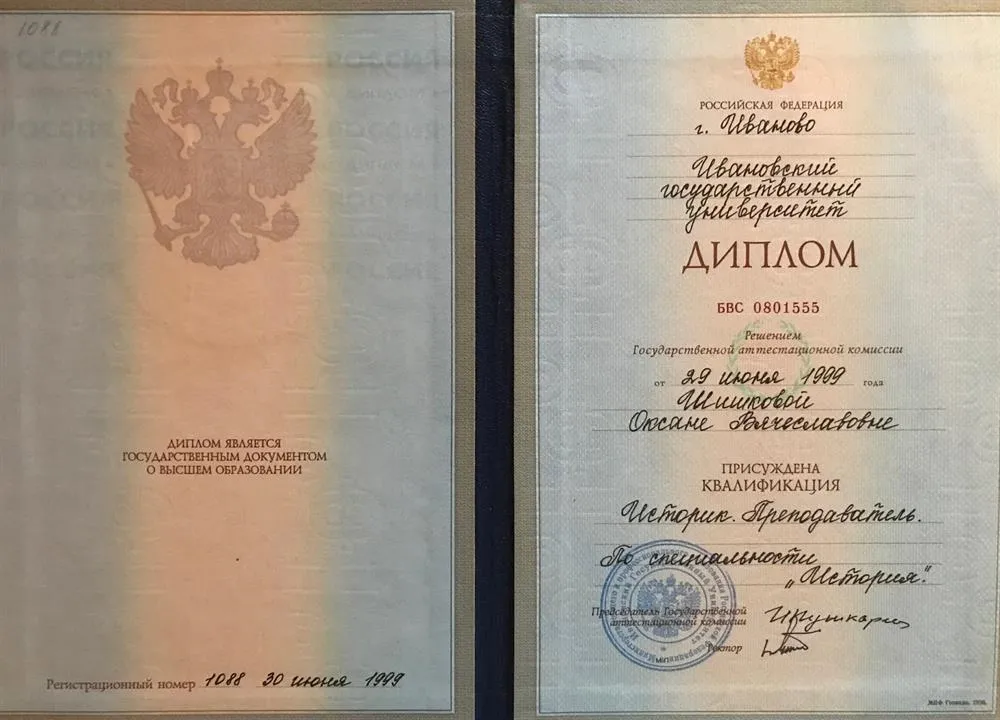 1088
ДИПЛОМ ЯВЛЯЕТСЯ
ГОСУДАРСТВЕННЫМ ДОКУМЕНТОМ
О ВЫСШЕМ ОБРАЗОВАНИИ
Регистрационный номер 1088 30 июня 1999
РОССИЙСКАЯ ФЕДЕРАЦИЯ
г. Иваново
Ивановский
государственный
университет
ДИПЛОМ
БВС 0801555
Решением
Государственной аттестационной комиссии
от 29 июня 1999 года
Шишковой
Оксане Вячеславовне
ПРИСУЖДЕНА
КВАЛИФИКАЦИЯ
Историк. Преподаватель.
По специальности
„История."
Председатель Государственной
аттестационной комиссии
Ректор